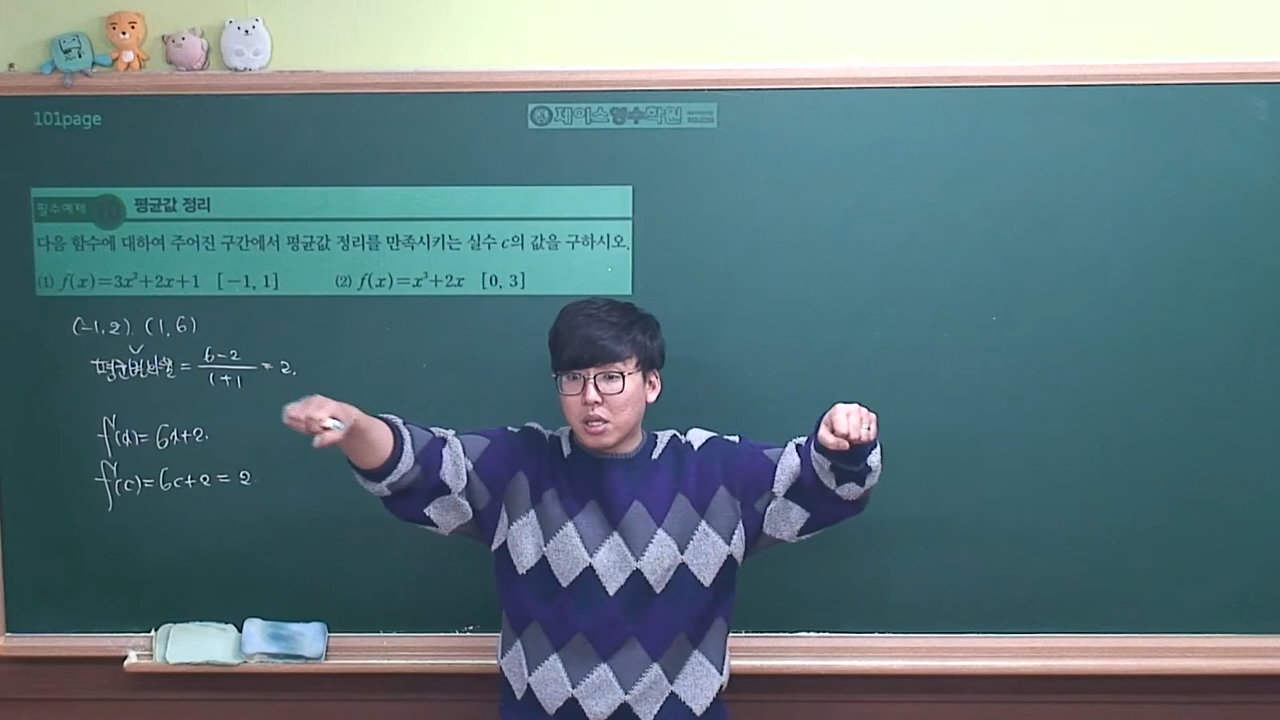 101page
제이스영수학원
필수예제 평균값 정리
다음 함수에 대하여 주어진 구간에서 평균값 정리를 만족시키는 실수 c의 값을 구하시오.
(1) f(x)=3x²+2x+1 [-1, 1] (2) f(x)=x³+2x [0, 3]
(-1, 2). (1, 6)
평균변화율 = 6-2 / 1+1 = 2.
f'(x)= 6x+2.
f'(c)= 6c+2 = 2.